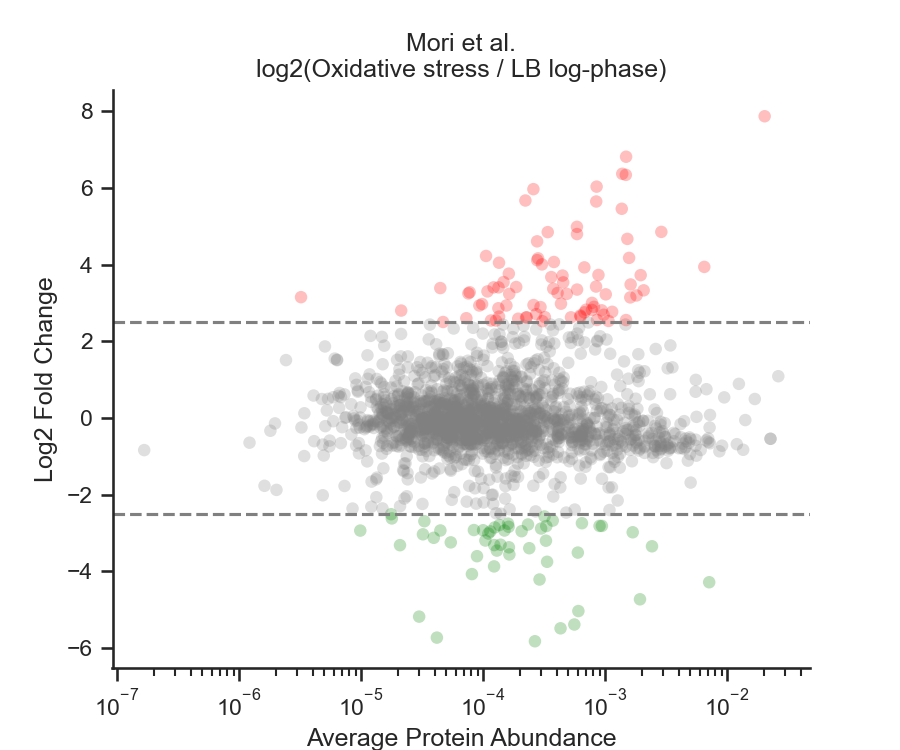 Mori et al.
log2(Oxidative stress / LB log-phase)
Log2 Fold Change
8
6
4
2
0
−2
−4
−6
10⁻⁷ 10⁻⁶ 10⁻⁵ 10⁻⁴ 10⁻³ 10⁻²
Average Protein Abundance